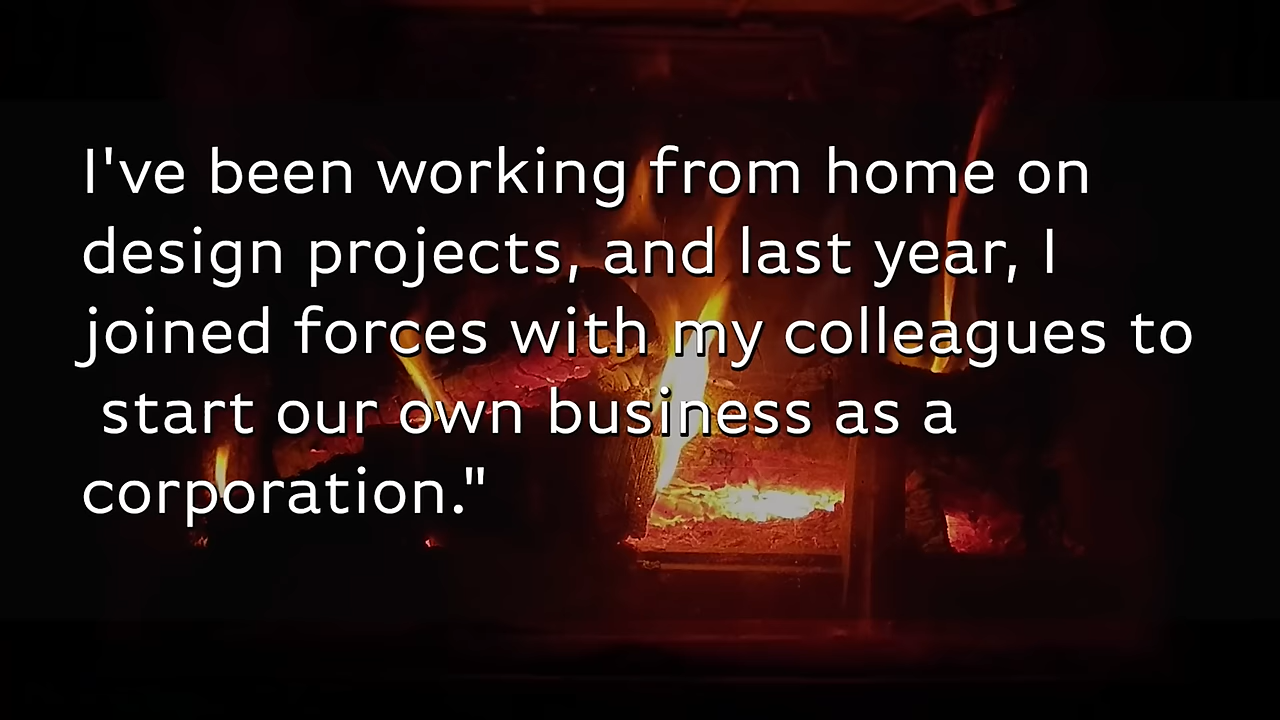 I've been working from home on
design projects, and last year, I
joined forces with my colleagues to
start our own business as a
corporation."